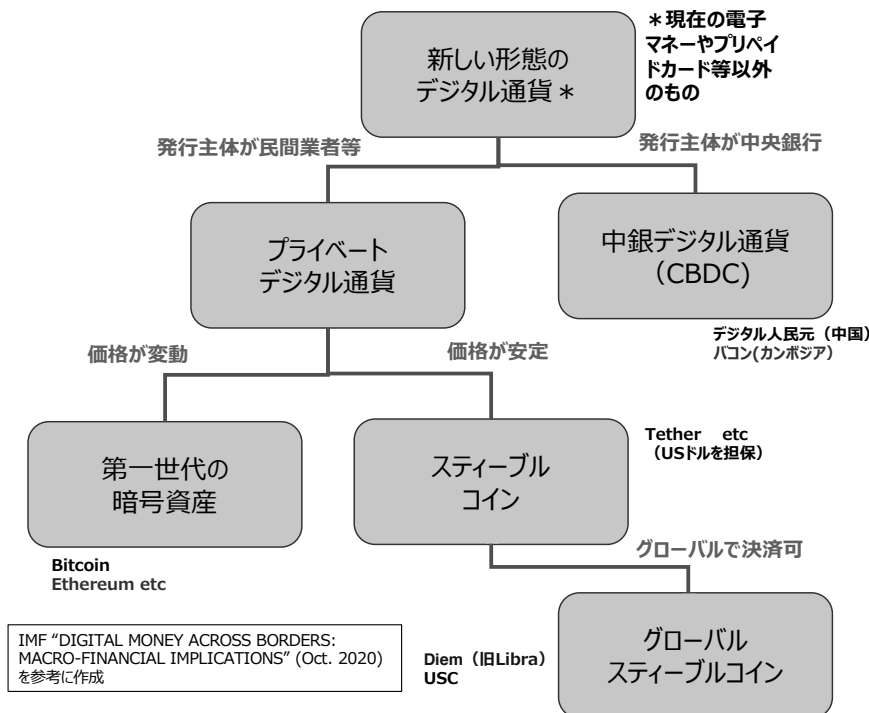 新しい形態の
デジタル通貨＊
＊現在の電子
マネーやプリペイ
ドカード等以外
のもの
発行主体が民間業者等
発行主体が中央銀行
プライベート
デジタル通貨
中銀デジタル通貨
（CBDC）
デジタル人民元（中国）
バコン(カンボジア）
価格が変動
価格が安定
第一世代の
暗号資産
スティーブル
コイン
Tether etc
（USドルを担保）
Bitcoin
Ethereum etc
グローバルで決済可
IMF “DIGITAL MONEY ACROSS BORDERS:
MACRO-FINANCIAL IMPLICATIONS” (Oct. 2020)
を参考に作成
Diem（旧Libra）
USC
グローバル
スティーブルコイン